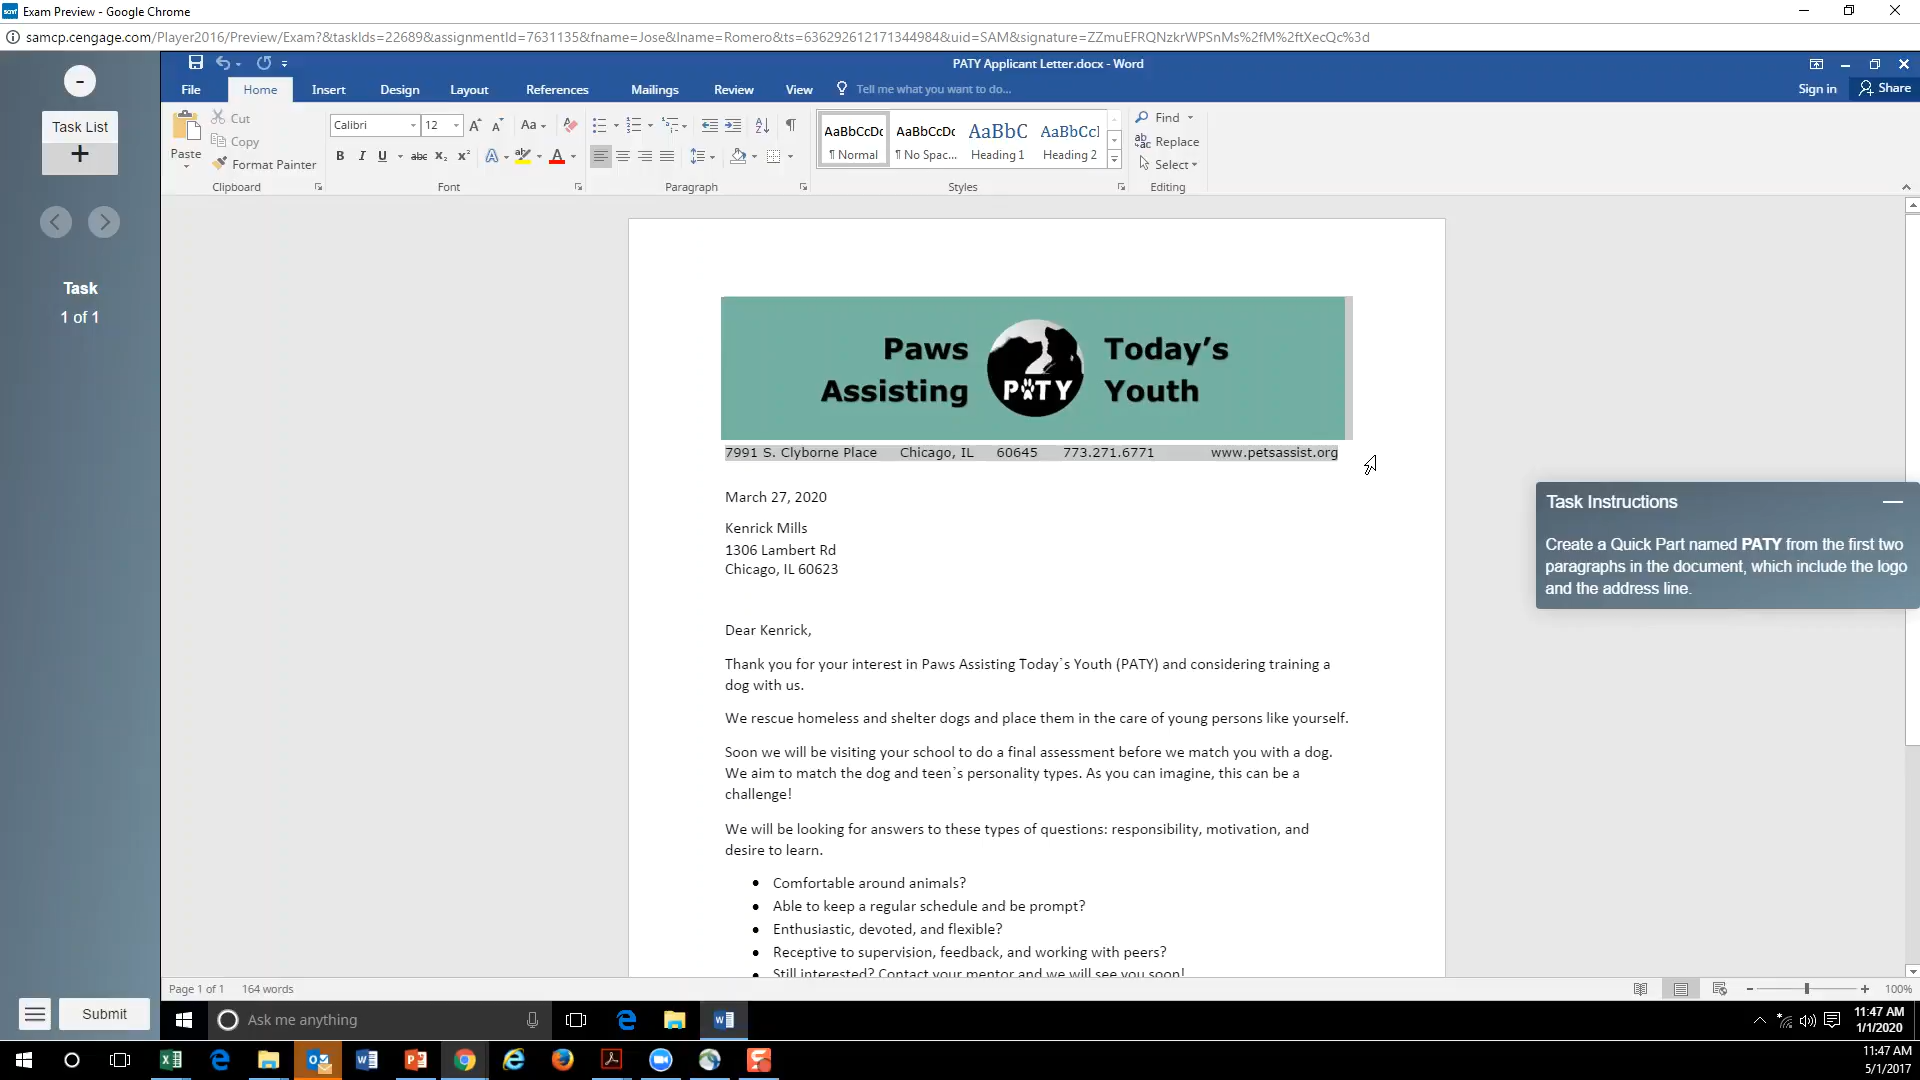 Exam Preview - Google Chrome
samcp.cengage.com/Player2016/Preview/Exam?&taskIds=22689&assignmentId=7631135&fname=Jose&lname=Romero&ts=636292612171344984&uid=SAM&signature=ZZmuEFRQNzkrWPSnMs%2fM%2ftXecQc%3d
PATY Applicant Letter.docx - Word
File Home Insert Design Layout References Mailings Review View Tell me what you want to do... Sign in Share
Task List
Paste
Cut
Copy
Format Painter
Clipboard
Calibri 12 Aa
B I U abc X₂ X² A A
Font
Paragraph
AaBbCcDc AaBbCcDc AaBbC AaBbCcI
¶ Normal ¶ No Spac... Heading 1 Heading 2
Styles
Find
Replace
Select
Editing
Task
1 of 1
Paws Today's
Assisting Youth
PATY
7991 S. Clyborne Place Chicago, IL 60645 773.271.6771 www.petsassist.org
March 27, 2020
Kenrick Mills
1306 Lambert Rd
Chicago, IL 60623
Dear Kenrick,
Thank you for your interest in Paws Assisting Today's Youth (PATY) and considering training a
dog with us.
We rescue homeless and shelter dogs and place them in the care of young persons like yourself.
Soon we will be visiting your school to do a final assessment before we match you with a dog.
We aim to match the dog and teen's personality types. As you can imagine, this can be a
challenge!
We will be looking for answers to these types of questions: responsibility, motivation, and
desire to learn.
• Comfortable around animals?
• Able to keep a regular schedule and be prompt?
• Enthusiastic, devoted, and flexible?
• Receptive to supervision, feedback, and working with peers?
• Still interested? Contact your mentor and we will see you soon!
Task Instructions
Create a Quick Part named PATY from the first two
paragraphs in the document, which include the logo
and the address line.
Page 1 of 1 164 words
100%
Submit
Ask me anything
11:47 AM
1/1/2020
11:47 AM
5/1/2017